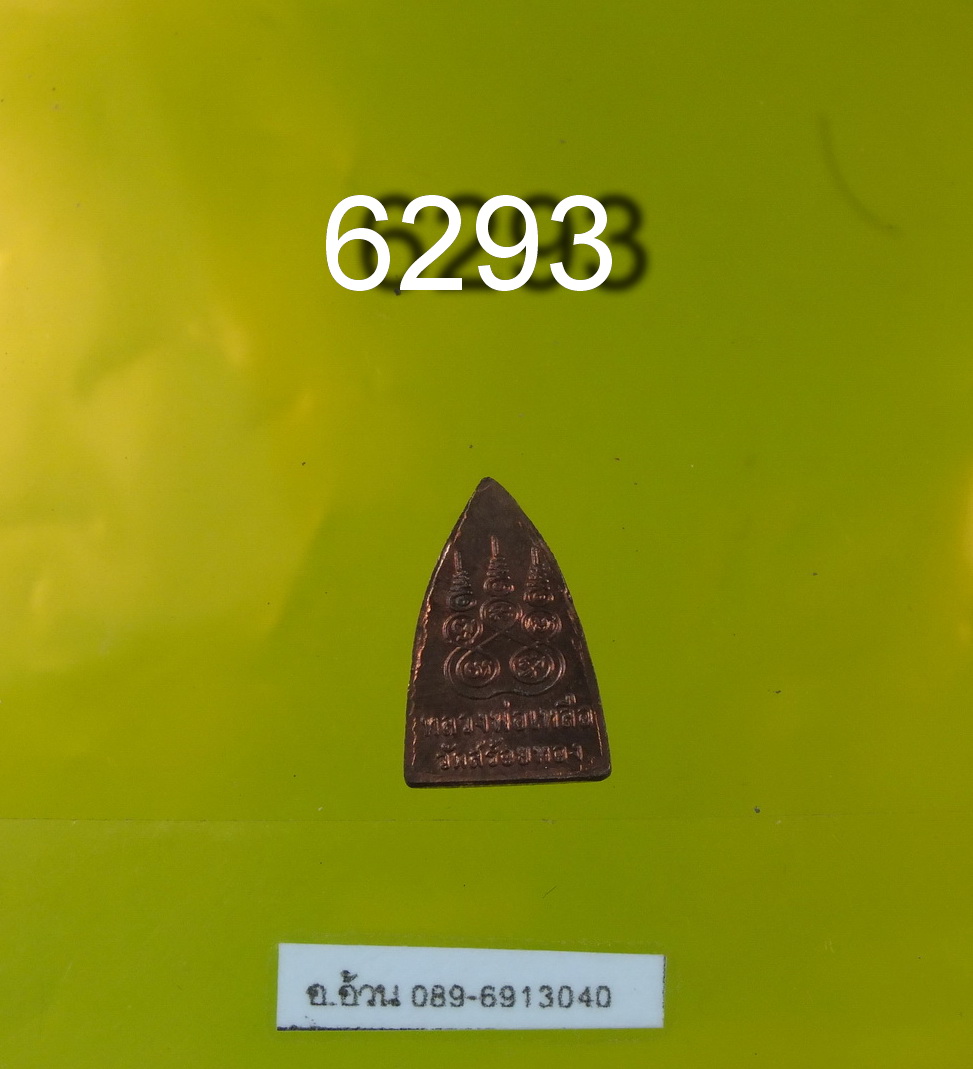 6293
หลวงพ่อเหลือ
วัดสร้อยทอง
อ.อ้วน 089-6913040